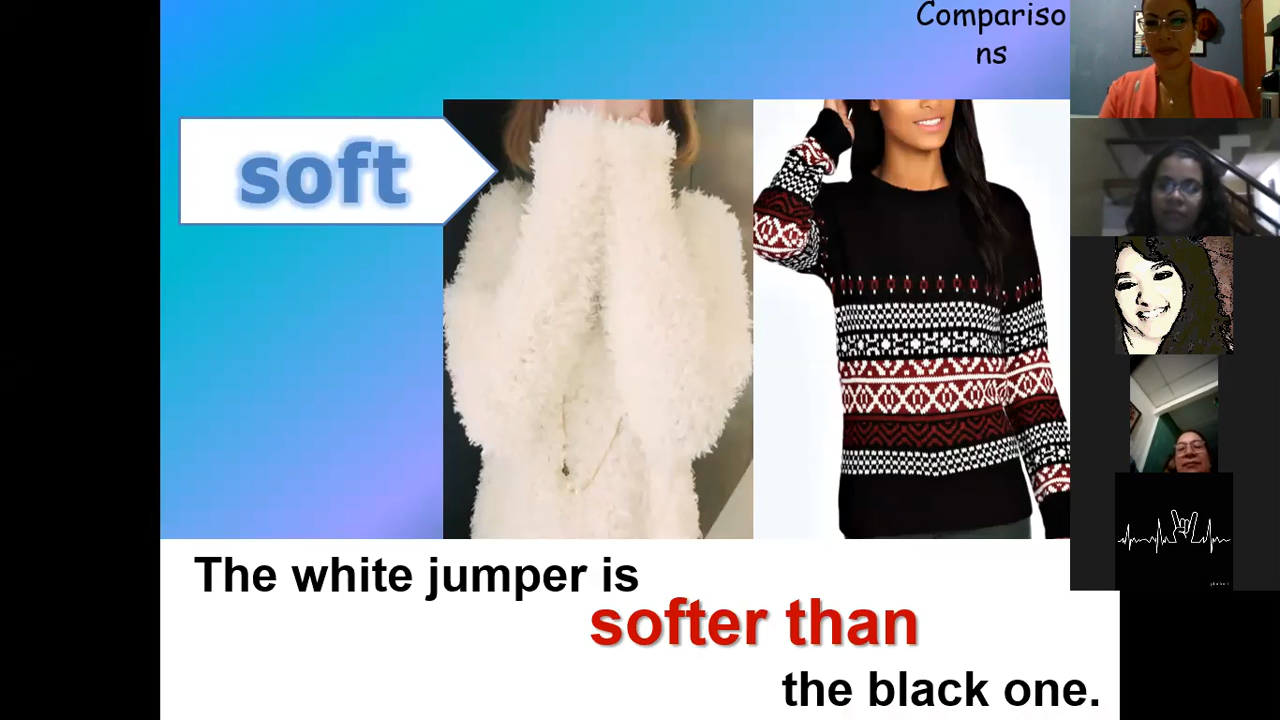 Compariso
ns
soft
The white jumper is
softer than
the black one.